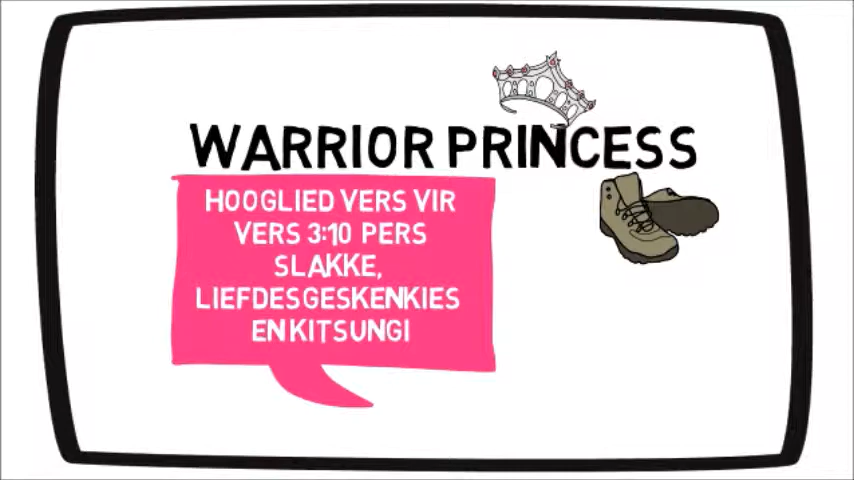 WARRIOR PRINCESS
HOOGLIED VERS VIR
VERS 3:10 PERS
SLAKKE,
LIEFDESGESKENKIES
EN KITSUNGI